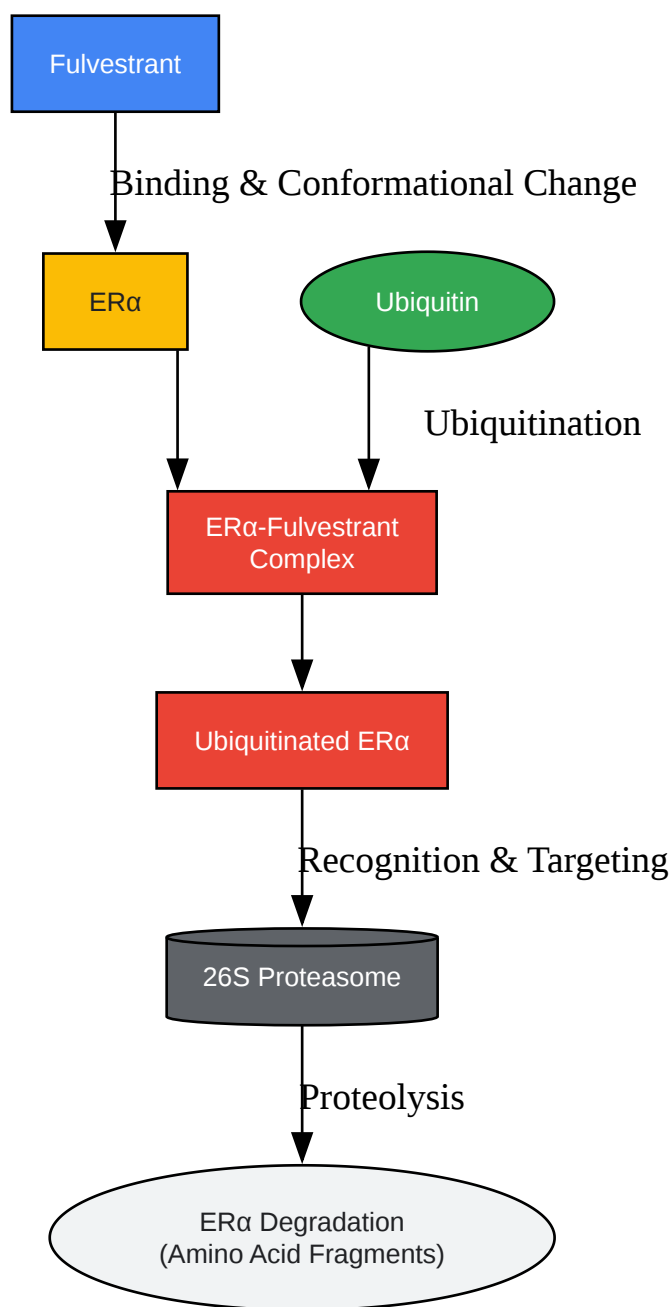 Fulvestrant
Binding & Conformational Change
ERα
Ubiquitin
Ubiquitination
ERα-Fulvestrant
Complex
Ubiquitinated ERα
Recognition & Targeting
26S Proteasome
Proteolysis
ERα Degradation
(Amino Acid Fragments)